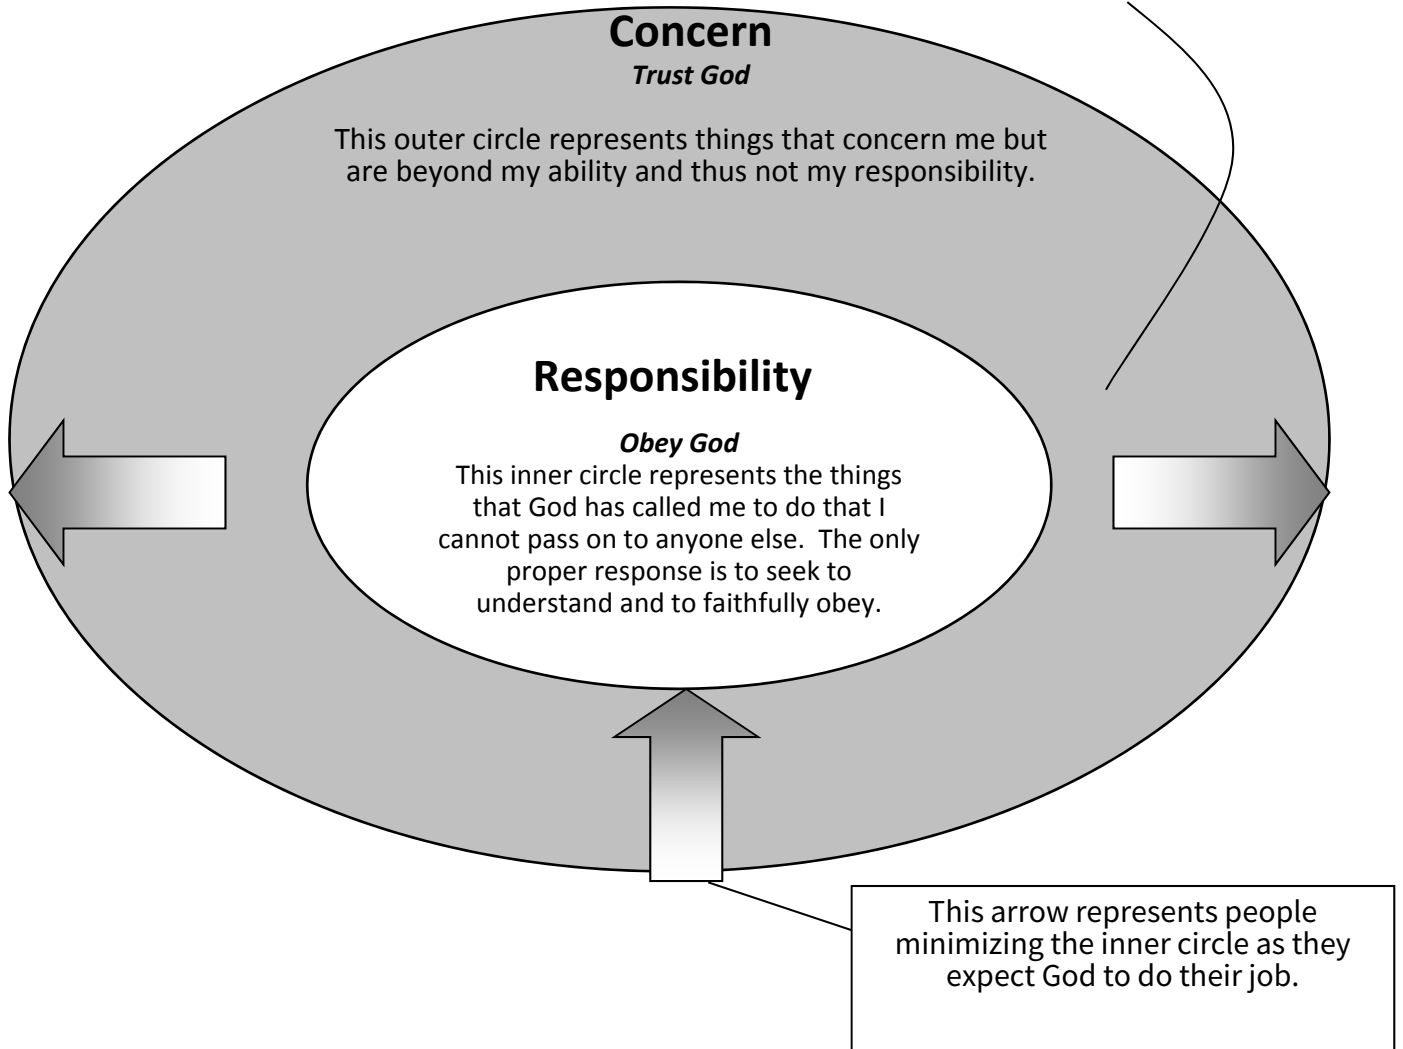 Concern
Trust God
This outer circle represents things that concern me but
are beyond my ability and thus not my responsibility.
Responsibility
Obey God
This inner circle represents the things
that God has called me to do that I
cannot pass on to anyone else.  The only
proper response is to seek to
understand and to faithfully obey.
This arrow represents people
minimizing the inner circle as they
expect God to do their job.